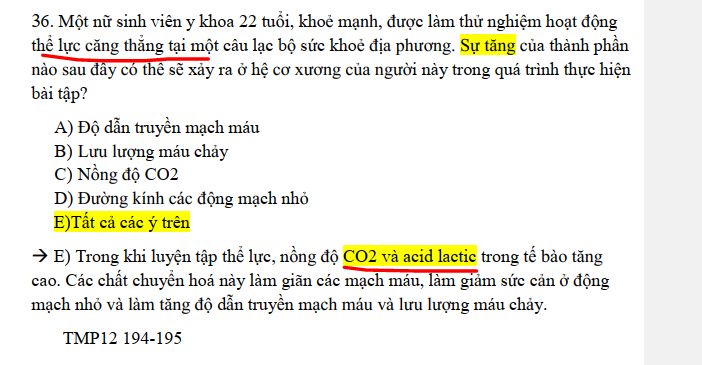 36. Một nữ sinh viên y khoa 22 tuổi, khoẻ mạnh, được làm thử nghiệm hoạt động
thể lực căng thẳng tại một câu lạc bộ sức khoẻ địa phương. Sự tăng của thành phần
nào sau đây có thể sẽ xảy ra ở hệ cơ xương của người này trong quá trình thực hiện
bài tập?
A) Độ dẫn truyền mạch máu
B) Lưu lượng máu chảy
C) Nồng độ CO2
D) Đường kính các động mạch nhỏ
E)Tất cả các ý trên
→ E) Trong khi luyện tập thể lực, nồng độ CO2 và acid lactic trong tế bào tăng
cao. Các chất chuyển hoá này làm giãn các mạch máu, làm giảm sức cản ở động
mạch nhỏ và làm tăng độ dẫn truyền mạch máu và lưu lượng máu chảy.
TMP12 194-195